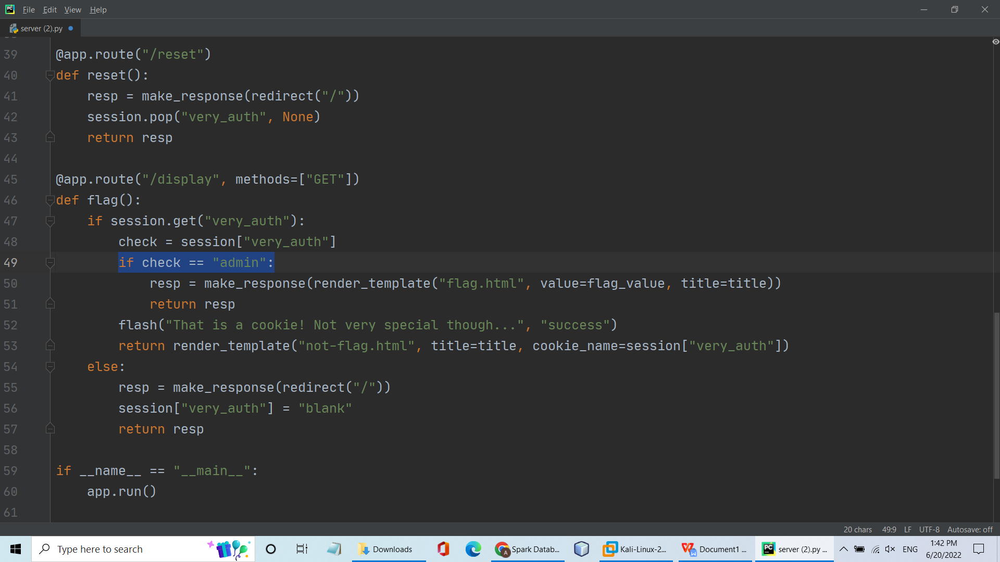 File Edit View Help
server (2).py
39 @app.route("/reset")
40 def reset():
41 resp = make_response(redirect("/"))
42 session.pop("very_auth", None)
43 return resp
44
45 @app.route("/display", methods=["GET"])
46 def flag():
47 if session.get("very_auth"):
48 check = session["very_auth"]
49 if check == "admin":
50 resp = make_response(render_template("flag.html", value=flag_value, title=title))
51 return resp
52 flash("That is a cookie! Not very special though...", "success")
53 return render_template("not-flag.html", title=title, cookie_name=session["very_auth"])
54 else:
55 resp = make_response(redirect("/"))
56 session["very_auth"] = "blank"
57 return resp
58
59 if __name__ == "__main__":
60 app.run()
61
20 chars 49:9 LF UTF-8 Autosave: off
Type here to search Downloads Spark Datab... Kali-Linux-2... Document1 ... server (2).py ... ENG 1:42 PM
6/20/2022